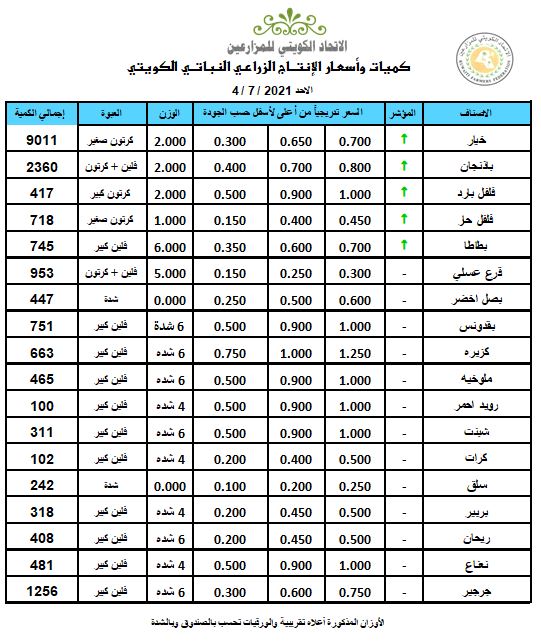 الاتحاد الكويتي للمزارعين
كميات وأسعار الإنتاج الزراعي النباتي الكويتي
الاحد 2021 / 7 / 4
الاصناف المؤشر السعر تدريجياً من أعلى لأسفل حسب الجودة الوزن العبوة إجمالي الكمية
خيار ↑ 0.700 0.650 0.300 2.000 كرتون صغير 9011
باذنجان ↑ 0.800 0.700 0.400 2.000 فلين + كرتون 2360
فلفل بارد ↑ 1.000 0.900 0.500 2.000 كرتون كبير 417
فلفل حار ↑ 0.450 0.400 0.150 1.000 كرتون صغير 718
بطاطا ↑ 0.700 0.600 0.350 6.000 فلين كبير 745
قرع عسلي - 0.300 0.250 0.150 5.000 فلين + كرتون 953
بصل اخضر - 0.600 0.500 0.250 0.000 شدة 447
بقدونس - 1.000 0.900 0.500 6 شدة فلين كبير 751
كزبره - 1.250 1.000 0.750 6 شده فلين كبير 663
ملوخيه - 1.000 0.900 0.500 6 شده فلين كبير 465
رويد احمر - 1.000 0.900 0.500 4 شده فلين كبير 100
شبنت - 1.000 0.900 0.500 6 شده فلين كبير 311
كرات - 0.500 0.400 0.200 4 شده فلين كبير 102
سلق - 0.250 0.200 0.100 0.000 شدة 242
بربير - 0.500 0.450 0.200 4 شده فلين كبير 318
ريحان - 0.500 0.450 0.200 6 شده فلين كبير 408
نعناع - 1.000 0.900 0.500 4 شده فلين كبير 481
جرجير - 0.750 0.600 0.300 6 شده فلين كبير 1256
الأوزان المذكورة أعلاه تقريبية والورقيات تحسب بالصندوق وبالشدة